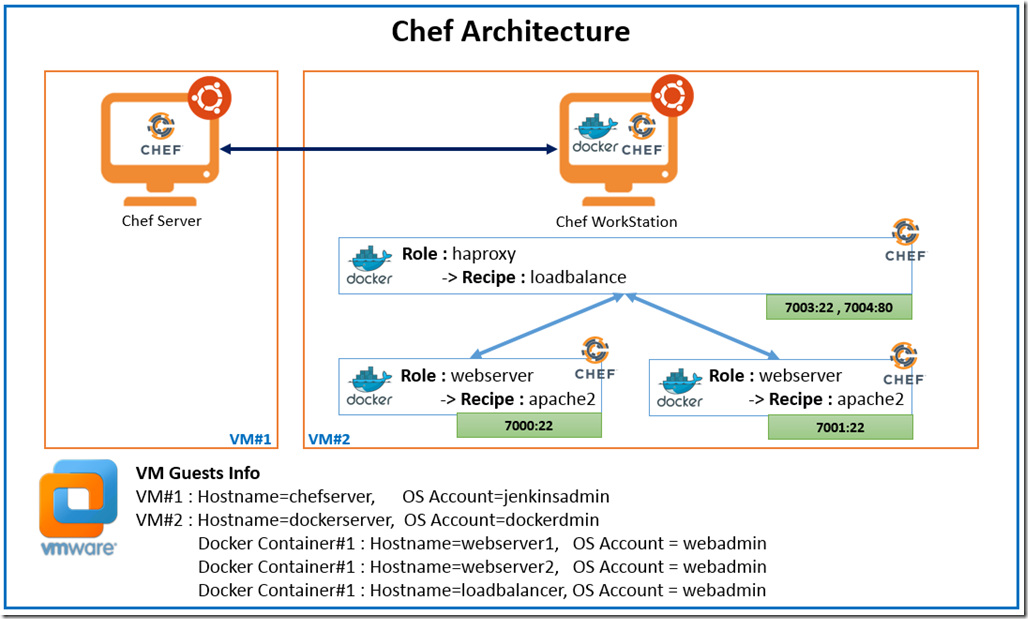 Chef Architecture
CHEF
docker CHEF
Chef Server
Chef WorkStation
CHEF
docker
Role : haproxy
-> Recipe : loadbalance
7003:22 , 7004:80
CHEF
docker
Role : webserver
-> Recipe : apache2
7000:22
CHEF
docker
Role : webserver
-> Recipe : apache2
7001:22
VM#1
VM#2
vmware
VM Guests Info
VM#1 : Hostname=chefserver, OS Account=jenkinsadmin
VM#2 : Hostname=dockerserver, OS Account=dockerdmin
Docker Container#1 : Hostname=webserver1, OS Account = webadmin
Docker Container#1 : Hostname=webserver2, OS Account = webadmin
Docker Container#1 : Hostname=loadbalancer, OS Account = webadmin